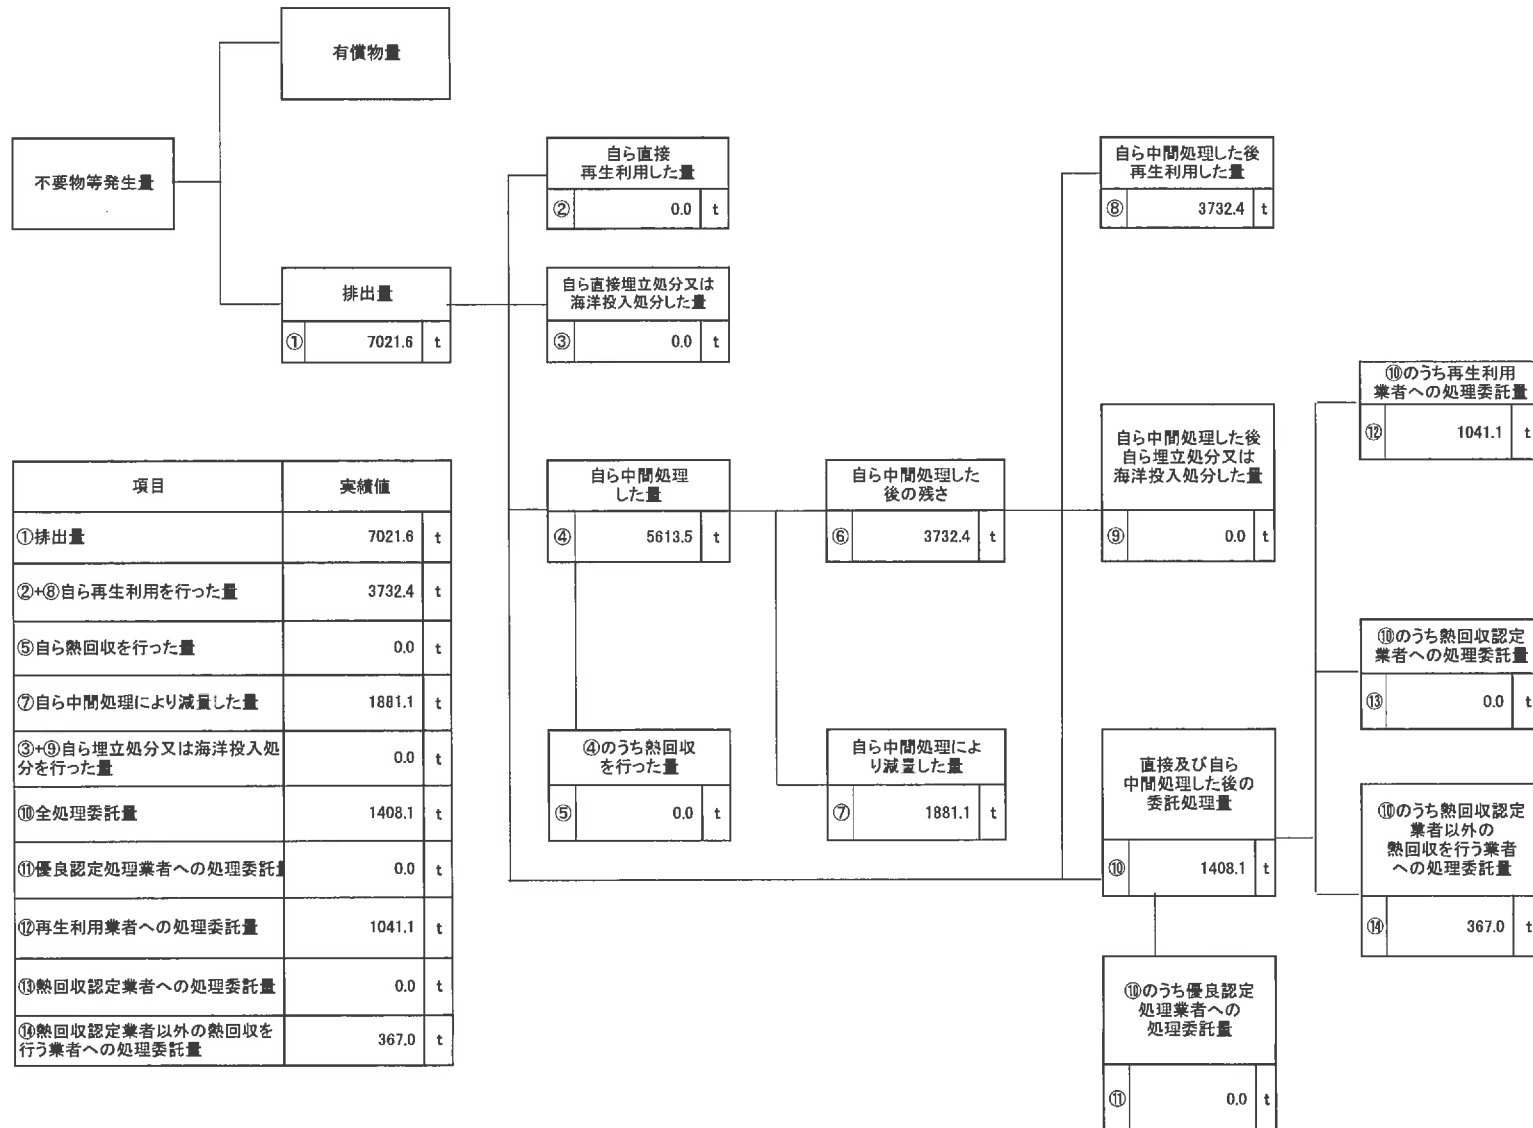 有償物量
不要物等発生量
排出量
① 7021.6 t
自ら直接
再生利用した量
② 0.0 t
自ら直接埋立処分又は
海洋投入処分した量
③ 0.0 t
自ら中間処理
した量
④ 5613.5 t
④のうち熱回収
を行った量
⑤ 0.0 t
自ら中間処理した
後の残さ
⑥ 3732.4 t
自ら中間処理によ
り減量した量
⑦ 1881.1 t
自ら中間処理した後
再生利用した量
⑧ 3732.4 t
自ら中間処理した後
自ら埋立処分又は
海洋投入処分した量
⑨ 0.0 t
直接及び自ら
中間処理した後の
委託処理量
⑩ 1408.1 t
⑩のうち優良認定
処理業者への
処理委託量
⑪ 0.0 t
⑩のうち再生利用
業者への処理委託量
⑫ 1041.1 t
⑩のうち熱回収認定
業者への処理委託量
⑬ 0.0 t
⑩のうち熱回収認定
業者以外の
熱回収を行う業者
への処理委託量
⑭ 367.0 t
項目 実績値
①排出量 7021.6 t
②+⑧自ら再生利用を行った量 3732.4 t
⑤自ら熱回収を行った量 0.0 t
⑦自ら中間処理により減量した量 1881.1 t
③+⑨自ら埋立処分又は海洋投入処
分を行った量 0.0 t
⑩全処理委託量 1408.1 t
⑪優良認定処理業者への処理委託量 0.0 t
⑫再生利用業者への処理委託量 1041.1 t
⑬熱回収認定業者への処理委託量 0.0 t
⑭熱回収認定業者以外の熱回収を
行う業者への処理委託量 367.0 t